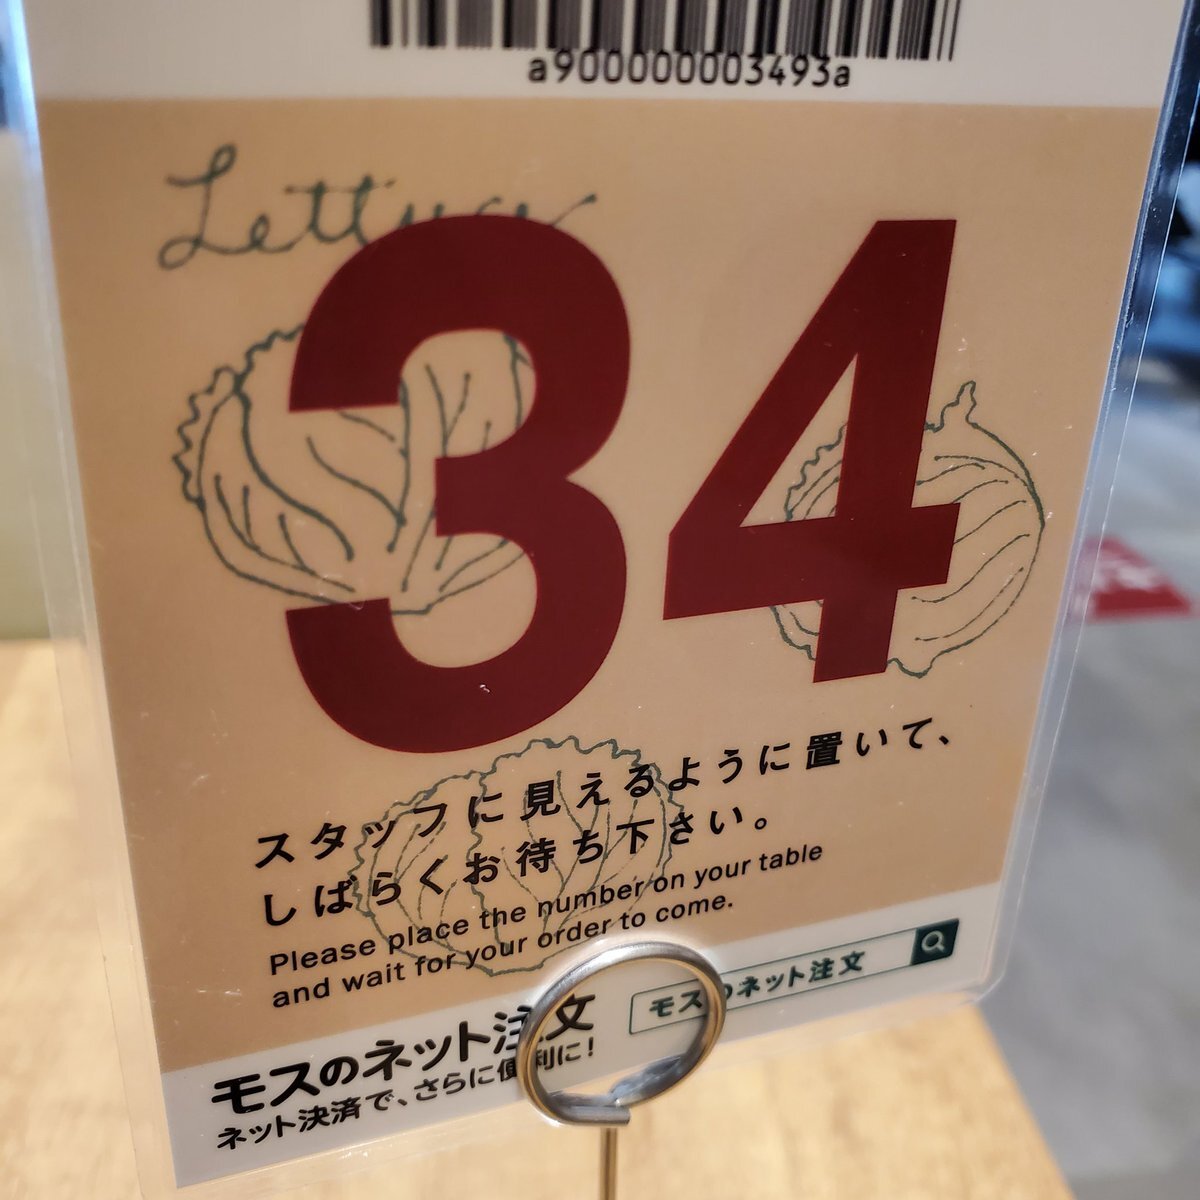 a900000003493a
Lettuce
34
スタッフに見えるように置いて、
しばらくお待ち下さい。
Please place the number on your table
and wait for your order to come.
モスのネット注文
モスのネット注文
ネット決済で、さらに便利に！